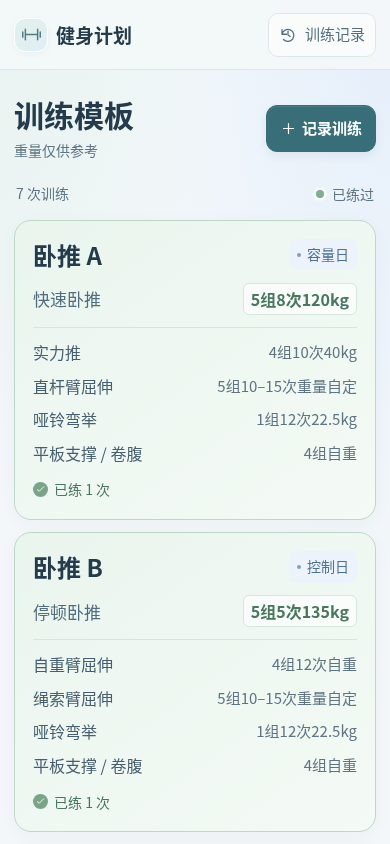 健身计划
训练记录
训练模板
重量仅供参考
+ 记录训练
7 次训练
已练过
卧推 A
容量日
快速卧推
5组8次120kg
实力推
4组10次40kg
直杆臂屈伸
5组10–15次重量自定
哑铃弯举
1组12次22.5kg
平板支撑 / 卷腹
4组自重
已练 1 次
卧推 B
控制日
停顿卧推
5组5次135kg
自重臂屈伸
4组12次自重
绳索臂屈伸
5组10–15次重量自定
哑铃弯举
1组12次22.5kg
平板支撑 / 卷腹
4组自重
已练 1 次